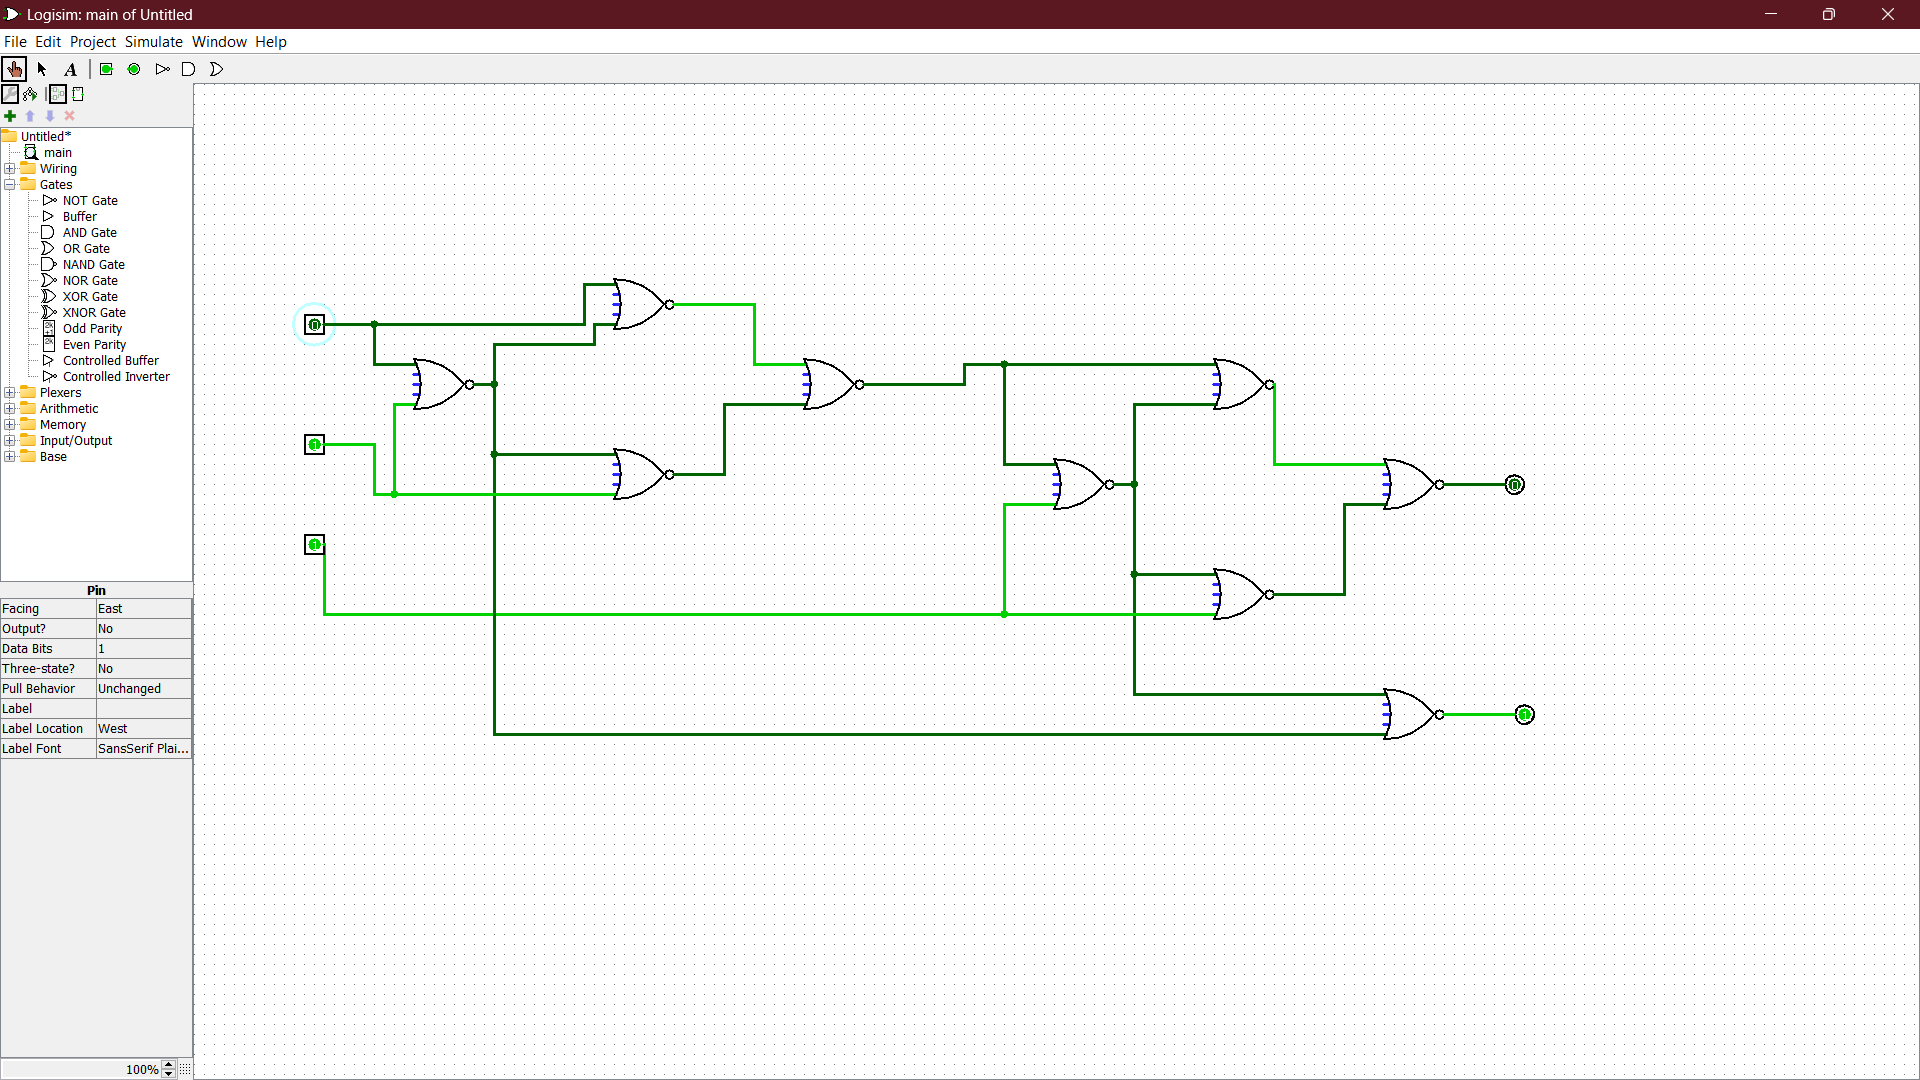 Logisim: main of Untitled
File Edit Project Simulate Window Help
A
Untitled*
main
Wiring
Gates
NOT Gate
Buffer
AND Gate
OR Gate
NAND Gate
NOR Gate
XOR Gate
XNOR Gate
Odd Parity
Even Parity
Controlled Buffer
Controlled Inverter
Plexers
Arithmetic
Memory
Input/Output
Base
Pin
Facing East
Output? No
Data Bits 1
Three-state? No
Pull Behavior Unchanged
Label
Label Location West
Label Font SansSerif Plai...
100%
0
1
1
0
1